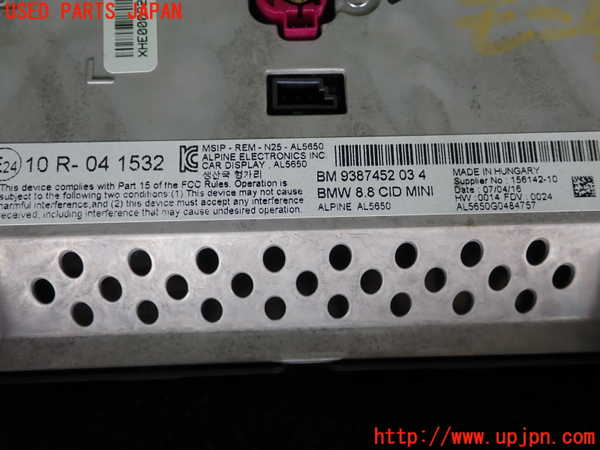 USED PARTS JAPAN
XHE000
MSIP - REM - N25 - AL5650
ALPINE ELECTRONICS INC.
CAR DISPLAY, AL5650
생산국 헝가리
E24 10 R- 04 1532
BM 9387452 03 4
BMW 8.8 CID MINI
ALPINE AL5650
MADE IN HUNGARY
Supplier No : 156142-10
Date : 07/04/16
HW :0014 FDV :0024
AL5650G0484757
This device complies with Part 15 of the FCC Rules. Operation is
subject to the following two conditions:(1) This device may not cause
harmful interference,and (2) this device must accept any interference
received, including interference that may cause undesired operation.
http://www.upjpn.com/